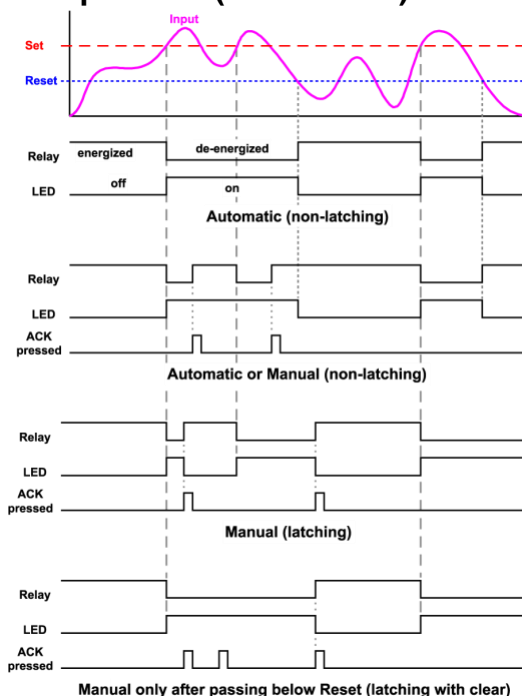 Input
Set
Reset
Relay energized de-energized
LED off on
Automatic (non-latching)
Relay
LED
ACK
pressed
Automatic or Manual (non-latching)
Relay
LED
ACK
pressed
Manual (latching)
Relay
LED
ACK
pressed
Manual only after passing below Reset (latching with clear)